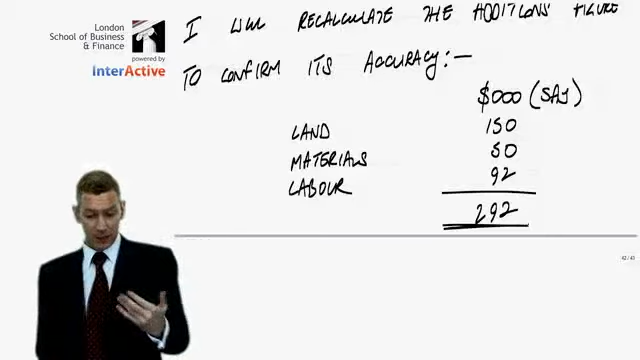 London
School of Business
& Finance
powered by
InterActive
I WILL RECALCULATE THE ADDITIONS FIGURE
TO CONFIRM ITS ACCURACY:-
$000 (SAY)
LAND 150
MATERIALS 50
LABOUR 92
292
42 / 43